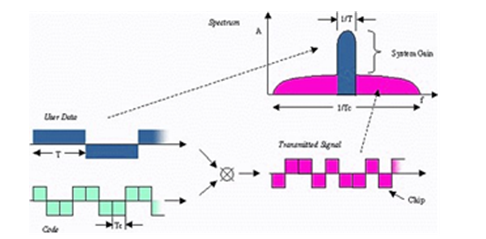 1/T
Spectrum
A
System Gain
f
1/Tc
User Data
T
Transmitted Signal
Chip
Tc
Code